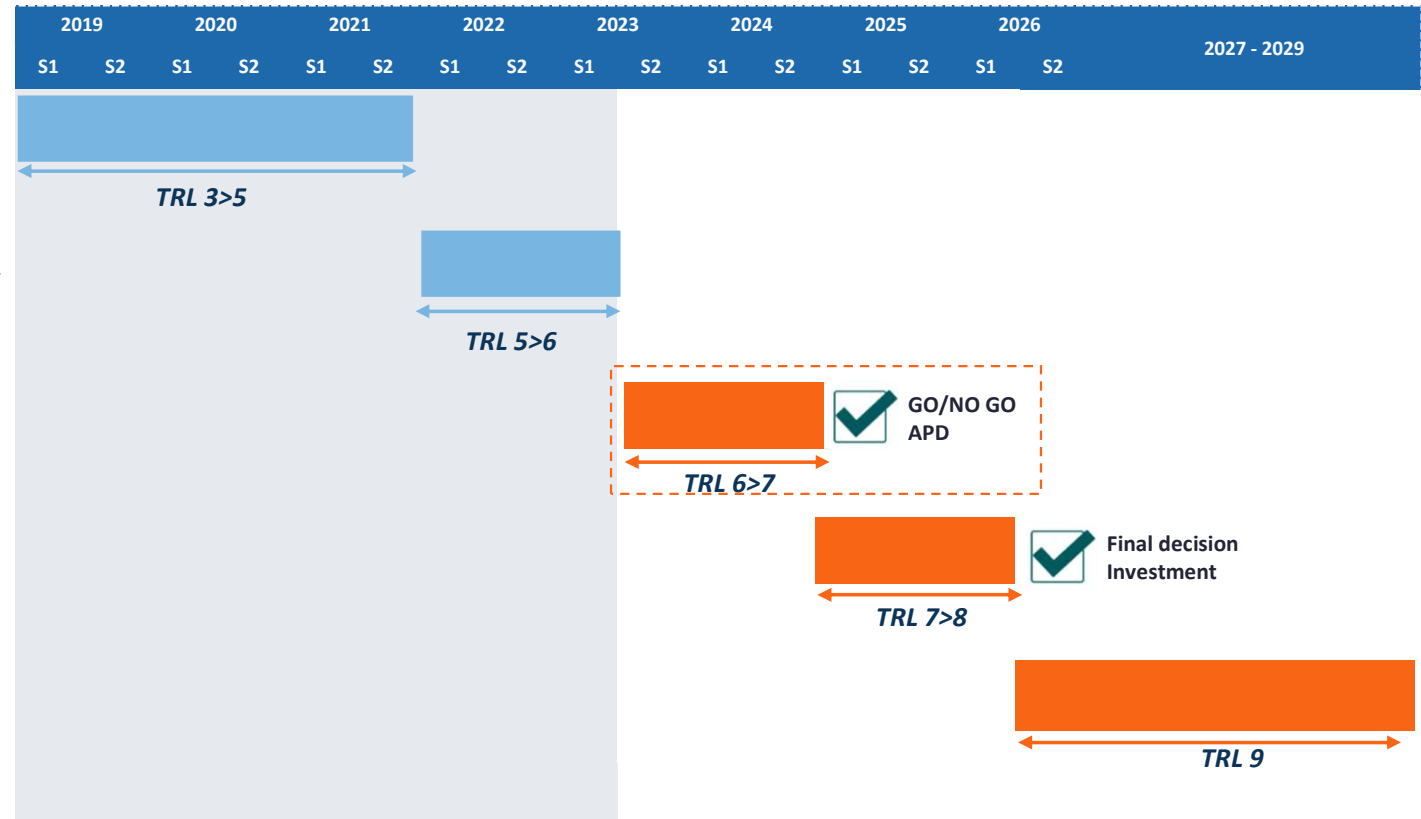 2019 2020 2021 2022 2023 2024 2025 2026
2027 - 2029
S1 S2 S1 S2 S1 S2 S1 S2 S1 S2 S1 S2 S1 S2 S1 S2
TRL 3>5
TRL 5>6
GO/NO GO
APD
TRL 6>7
Final decision
Investment
TRL 7>8
TRL 9